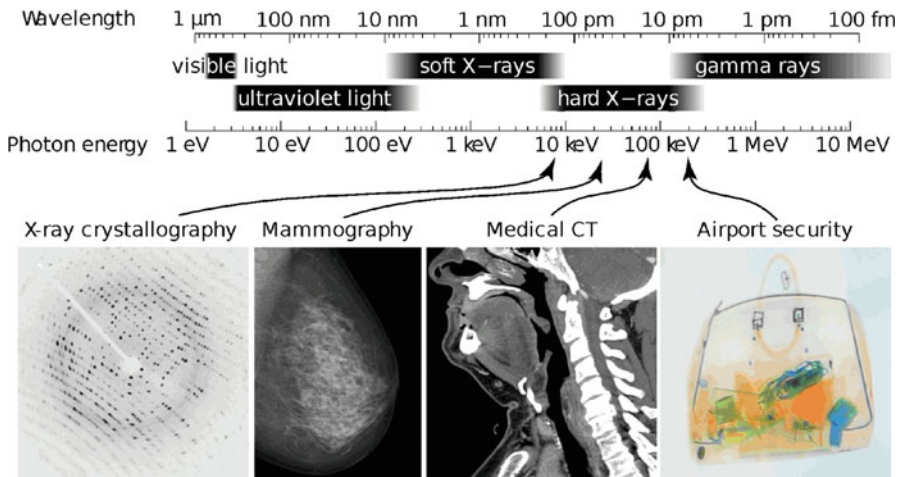 Wavelength 1 μm 100 nm 10 nm 1 nm 100 pm 10 pm 1 pm 100 fm
visible light soft X−rays gamma rays
ultraviolet light hard X−rays
Photon energy 1 eV 10 eV 100 eV 1 keV 10 keV 100 keV 1 MeV 10 MeV
X-ray crystallography Mammography Medical CT Airport security